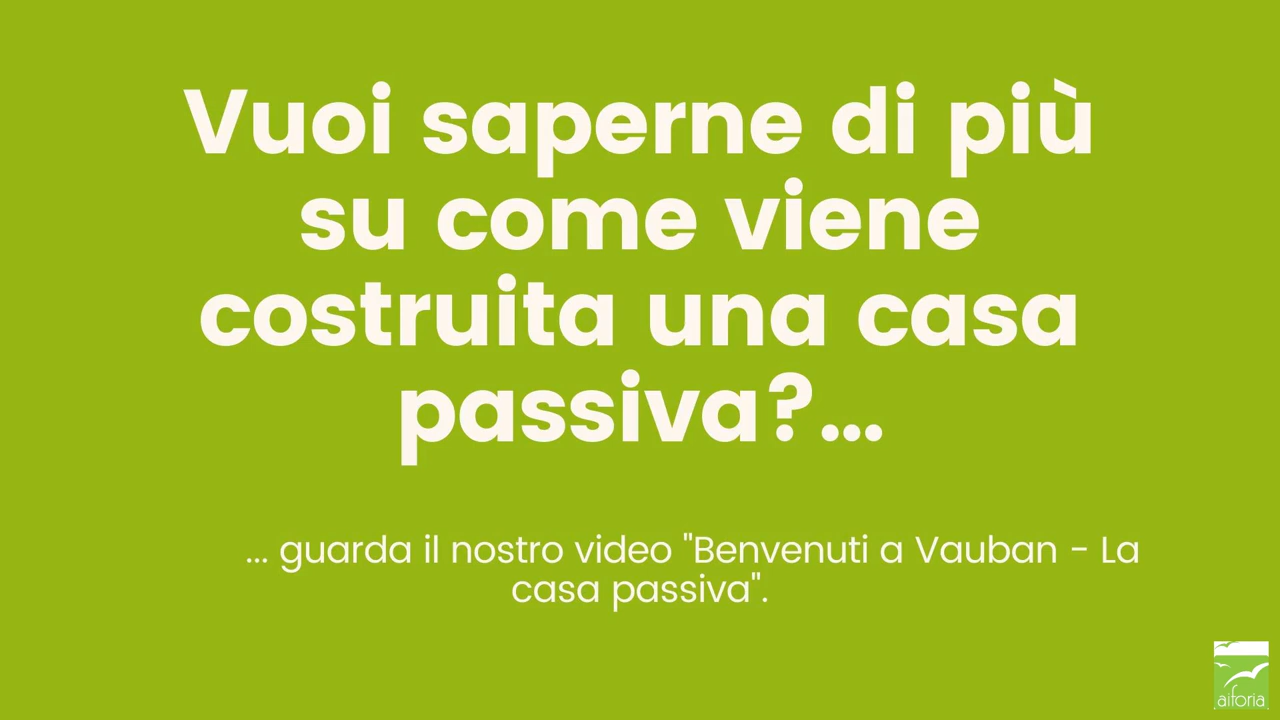 Vuoi saperne di più
su come viene
costruita una casa
passiva?...
... guarda il nostro video "Benvenuti a Vauban - La
casa passiva".
aiforia